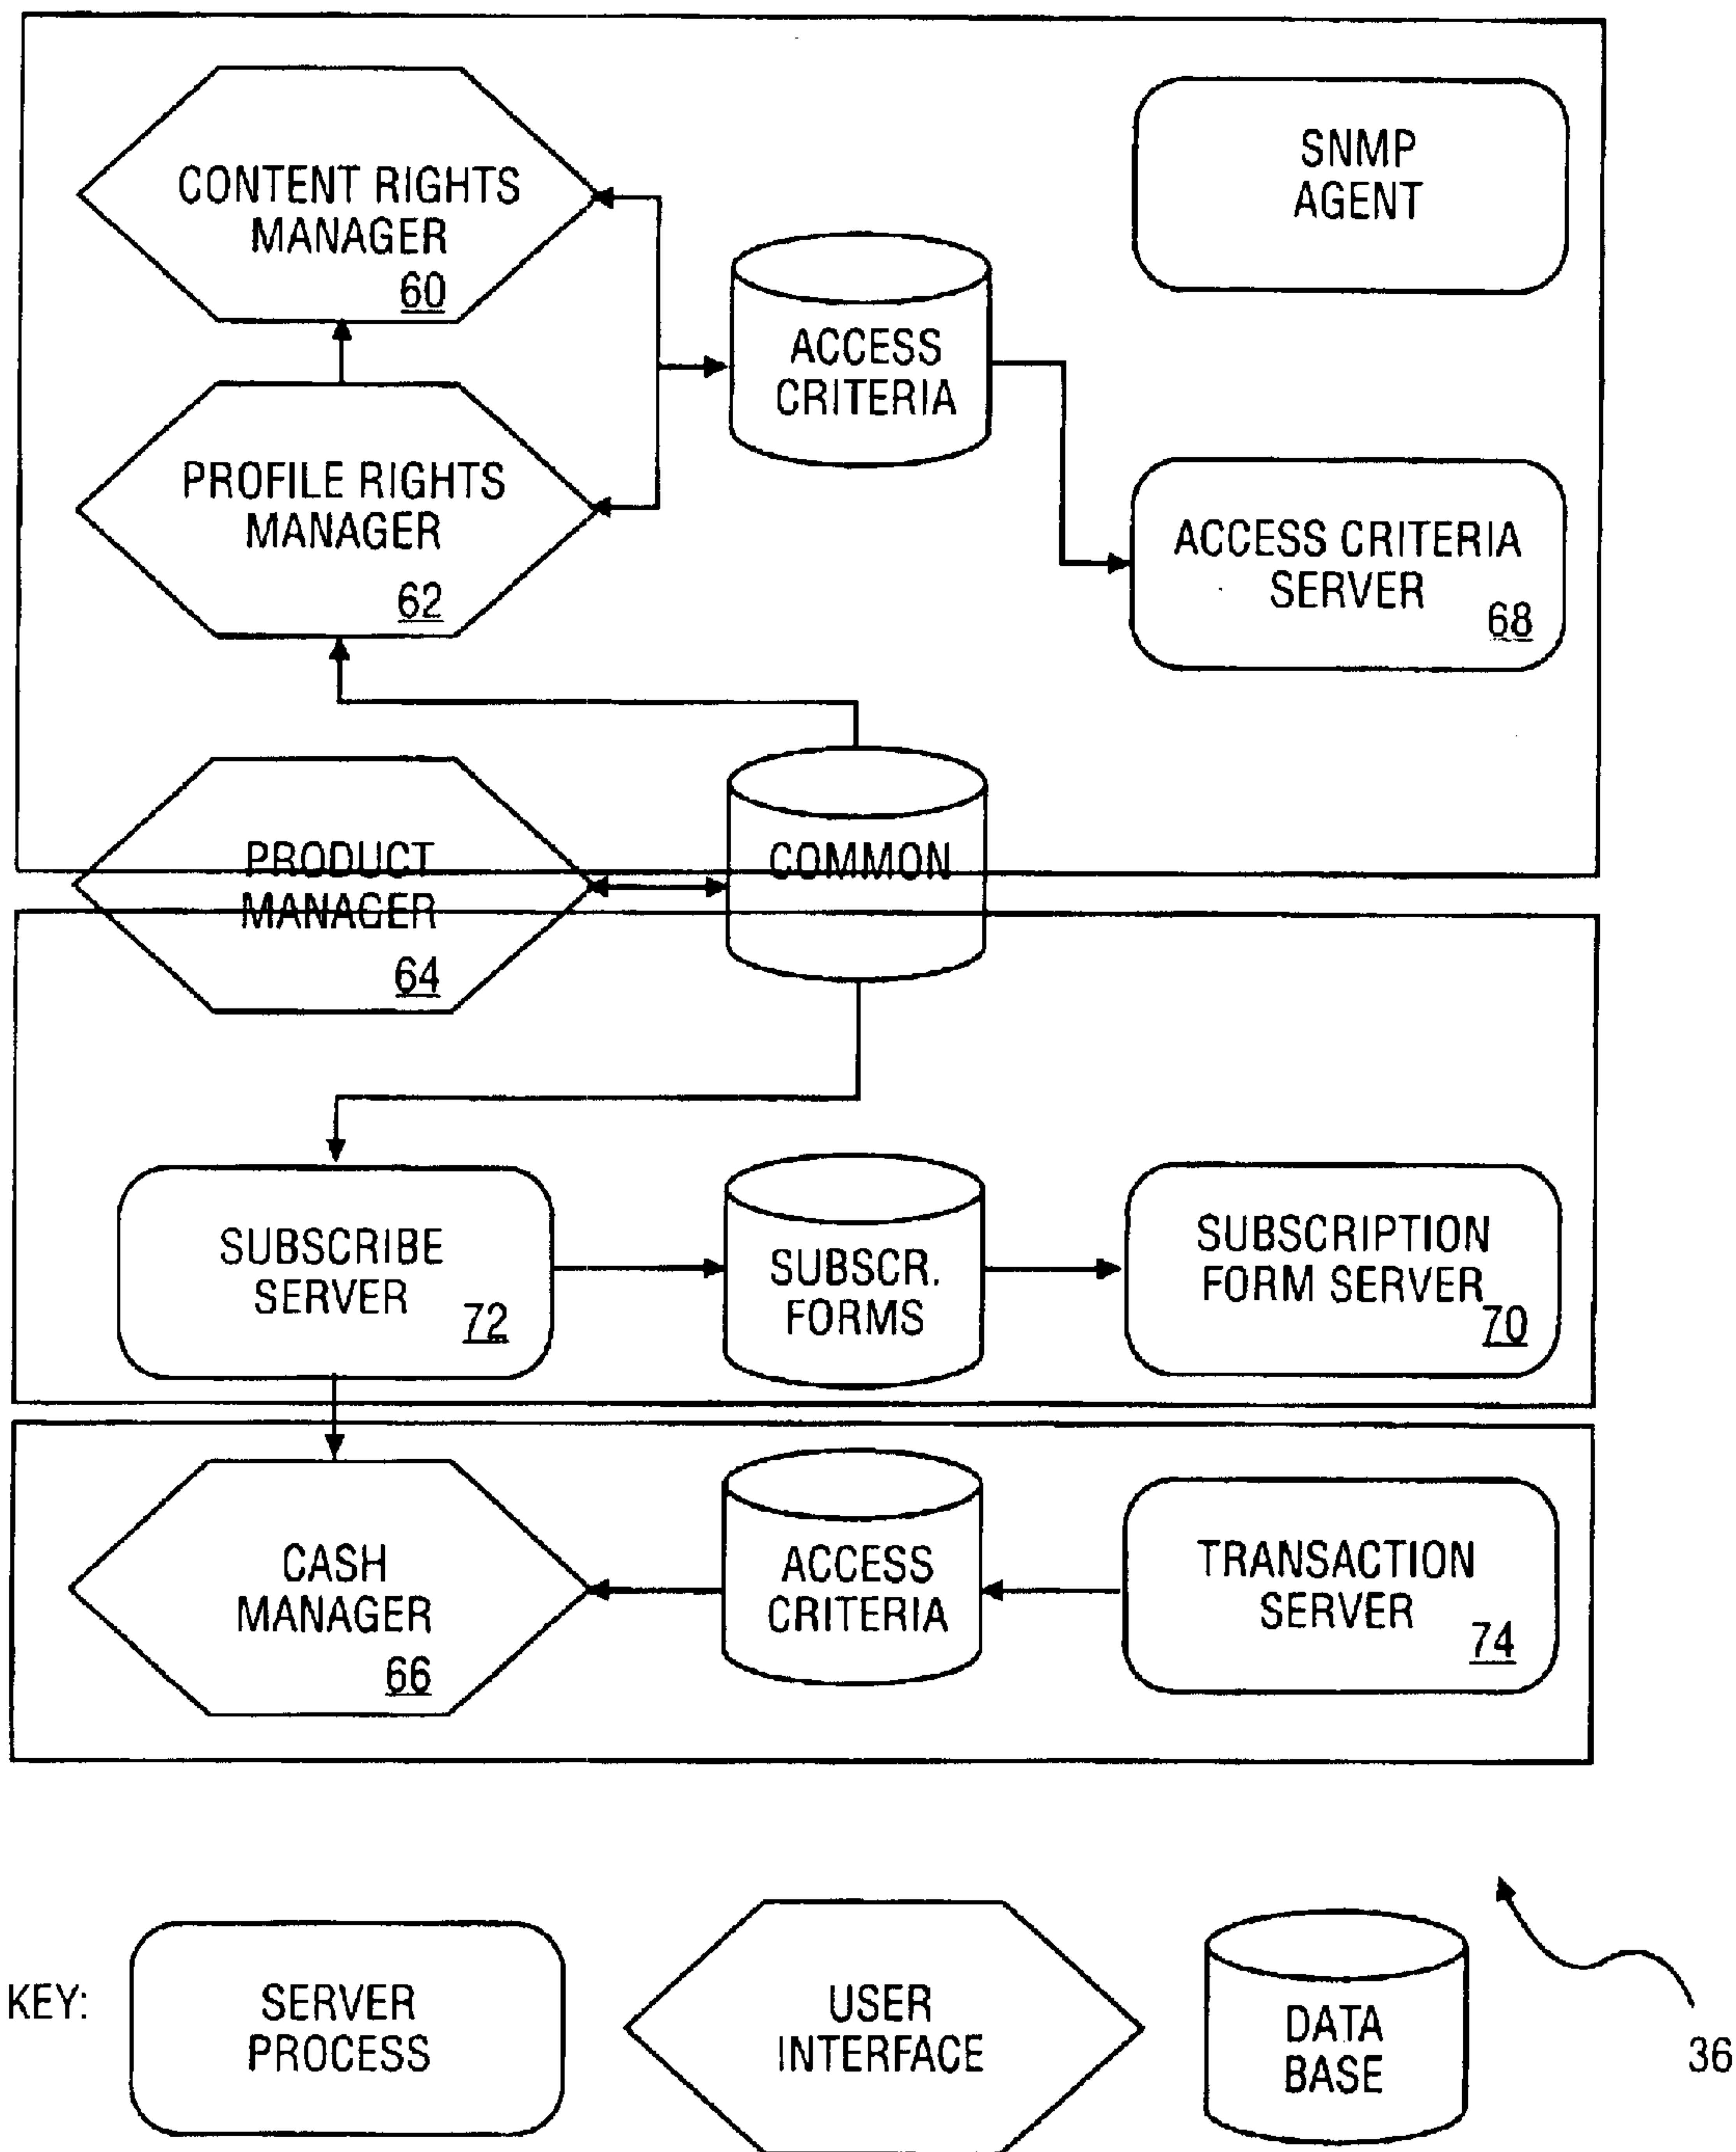 CONTENT RIGHTS
MANAGER
60
SNMP
AGENT
ACCESS
CRITERIA
PROFILE RIGHTS
MANAGER
62
ACCESS CRITERIA
SERVER
68
PRODUCT
MANAGER
64
COMMON
SUBSCRIBE
SERVER
72
SUBSCR.
FORMS
SUBSCRIPTION
FORM SERVER
70
CASH
MANAGER
66
ACCESS
CRITERIA
TRANSACTION
SERVER
74
KEY:
SERVER
PROCESS
USER
INTERFACE
DATA
BASE
36